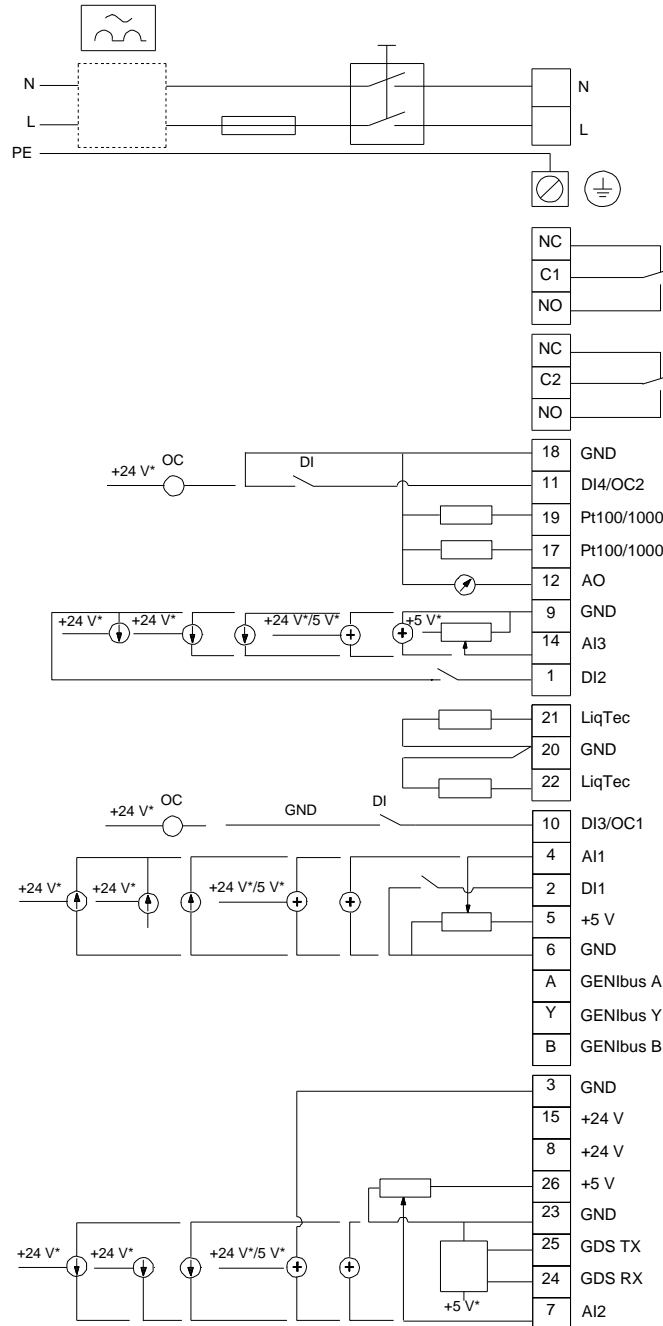 N
N
L
L
PE
NC
C1
NO
NC
C2
NO
18 GND
+24 V* OC DI 11 DI4/OC2
19 Pt100/1000
17 Pt100/1000
12 AO
9 GND
+24 V* +24 V* +24 V*/5 V* +5 V*
14 AI3
1 DI2
21 LiqTec
20 GND
22 LiqTec
+24 V* OC GND DI 10 DI3/OC1
4 AI1
+24 V* +24 V* +24 V*/5 V* 2 DI1
5 +5 V
6 GND
A GENIbus A
Y GENIbus Y
B GENIbus B
3 GND
15 +24 V
8 +24 V
26 +5 V
23 GND
+24 V* +24 V* +24 V*/5 V* 25 GDS TX
24 GDS RX
+5 V* 7 AI2